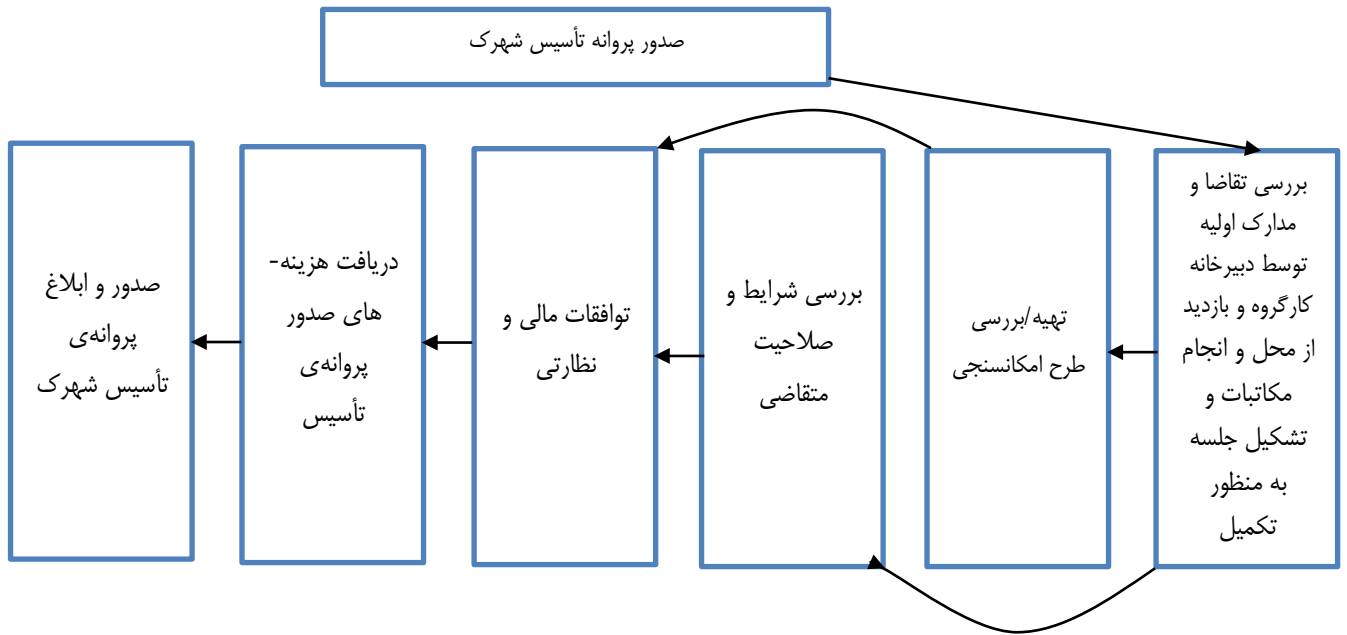 صدور پروانه تأسیس شهرک
بررسی تقاضا و
مدارک اولیه
توسط دبیرخانه
کارگروه و بازدید
از محل و انجام
مکاتبات و
تشکیل جلسه
به منظور
تکمیل
تهیه/بررسی
طرح امکانسنجی
بررسی شرایط و
صلاحیت
متقاضی
توافقات مالی و
نظارتی
دریافت هزینه-
های صدور
پروانه‌ی
تأسیس
صدور و ابلاغ
پروانه‌ی
تأسیس شهرک